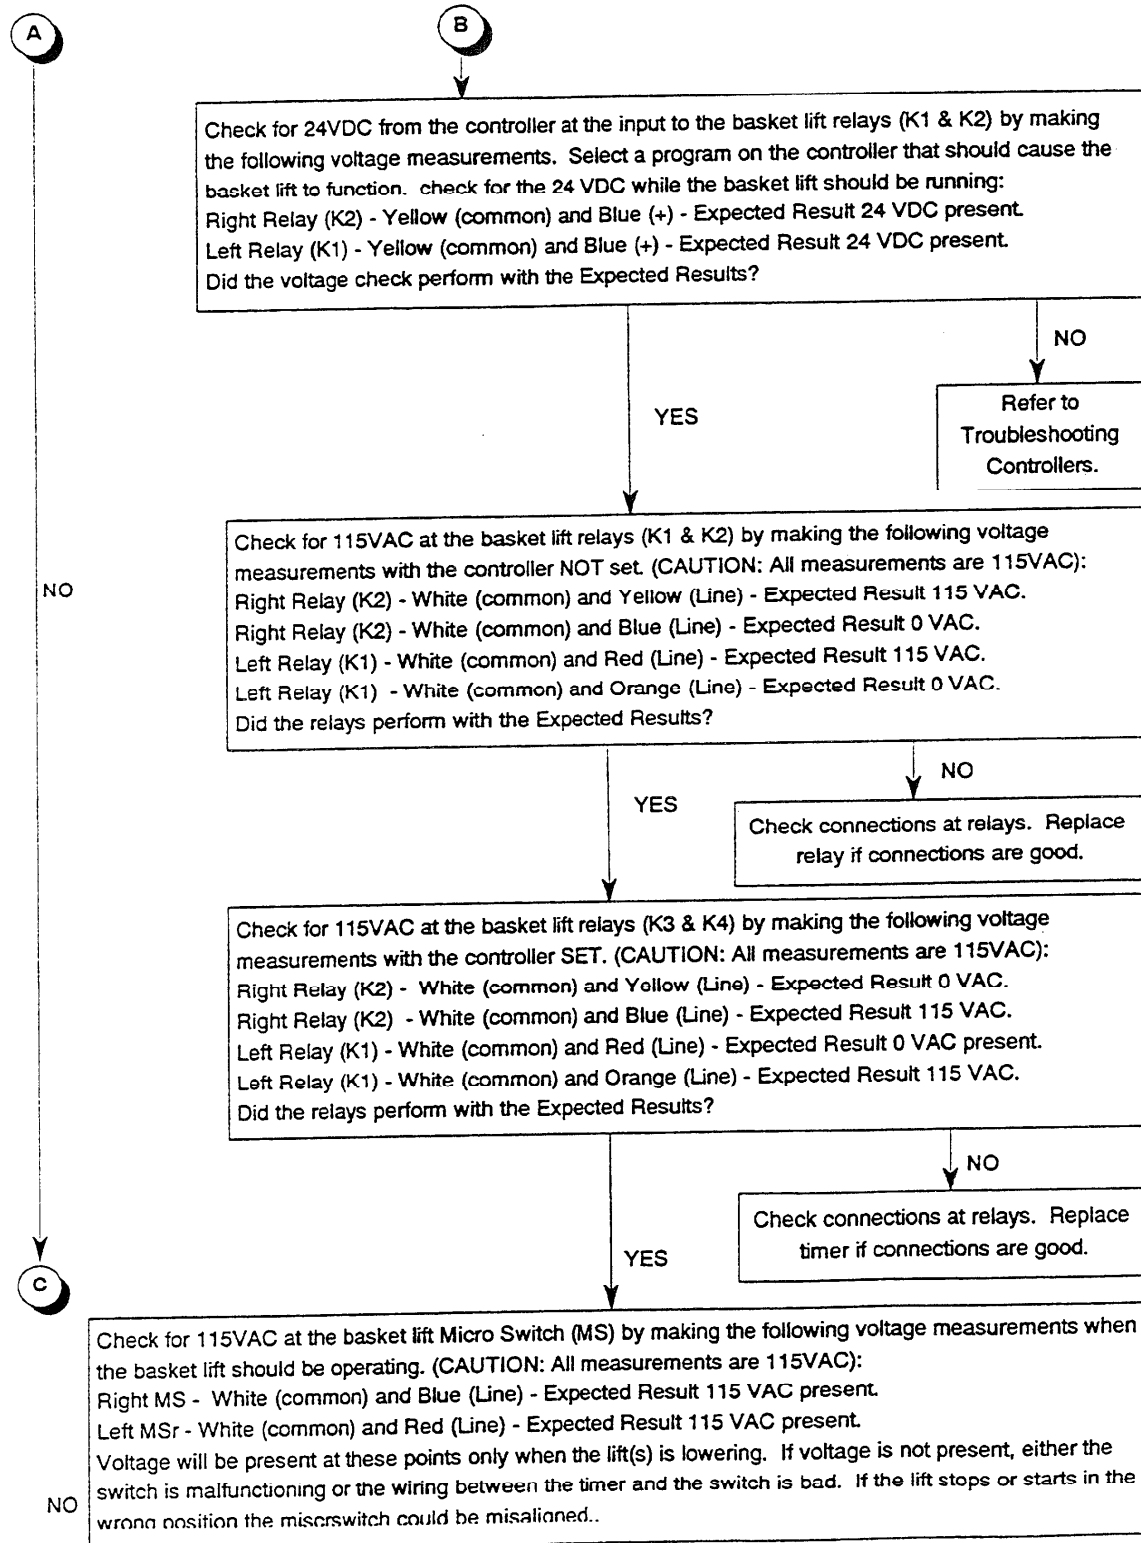 A
B
Check for 24VDC from the controller at the input to the basket lift relays (K1 & K2) by making
the following voltage measurements. Select a program on the controller that should cause the
basket lift to function. check for the 24 VDC while the basket lift should be running:
Right Relay (K2) - Yellow (common) and Blue (+) - Expected Result 24 VDC present.
Left Relay (K1) - Yellow (common) and Blue (+) - Expected Result 24 VDC present.
Did the voltage check perform with the Expected Results?
NO
YES
Refer to
Troubleshooting
Controllers.
Check for 115VAC at the basket lift relays (K1 & K2) by making the following voltage
measurements with the controller NOT set. (CAUTION: All measurements are 115VAC):
Right Relay (K2) - White (common) and Yellow (Line) - Expected Result 115 VAC.
Right Relay (K2) - White (common) and Blue (Line) - Expected Result 0 VAC.
Left Relay (K1) - White (common) and Red (Line) - Expected Result 115 VAC.
Left Relay (K1) - White (common) and Orange (Line) - Expected Result 0 VAC.
Did the relays perform with the Expected Results?
NO
NO
YES
Check connections at relays. Replace
relay if connections are good.
Check for 115VAC at the basket lift relays (K3 & K4) by making the following voltage
measurements with the controller SET. (CAUTION: All measurements are 115VAC):
Right Relay (K2) - White (common) and Yellow (Line) - Expected Result 0 VAC.
Right Relay (K2) - White (common) and Blue (Line) - Expected Result 115 VAC.
Left Relay (K1) - White (common) and Red (Line) - Expected Result 0 VAC present.
Left Relay (K1) - White (common) and Orange (Line) - Expected Result 115 VAC.
Did the relays perform with the Expected Results?
NO
YES
Check connections at relays. Replace
timer if connections are good.
C
Check for 115VAC at the basket lift Micro Switch (MS) by making the following voltage measurements when
the basket lift should be operating. (CAUTION: All measurements are 115VAC):
Right MS - White (common) and Blue (Line) - Expected Result 115 VAC present.
Left MSr - White (common) and Red (Line) - Expected Result 115 VAC present.
Voltage will be present at these points only when the lift(s) is lowering. If voltage is not present, either the
switch is malfunctioning or the wiring between the timer and the switch is bad. If the lift stops or starts in the
wrong position the miscrswitch could be misaligned..
NO